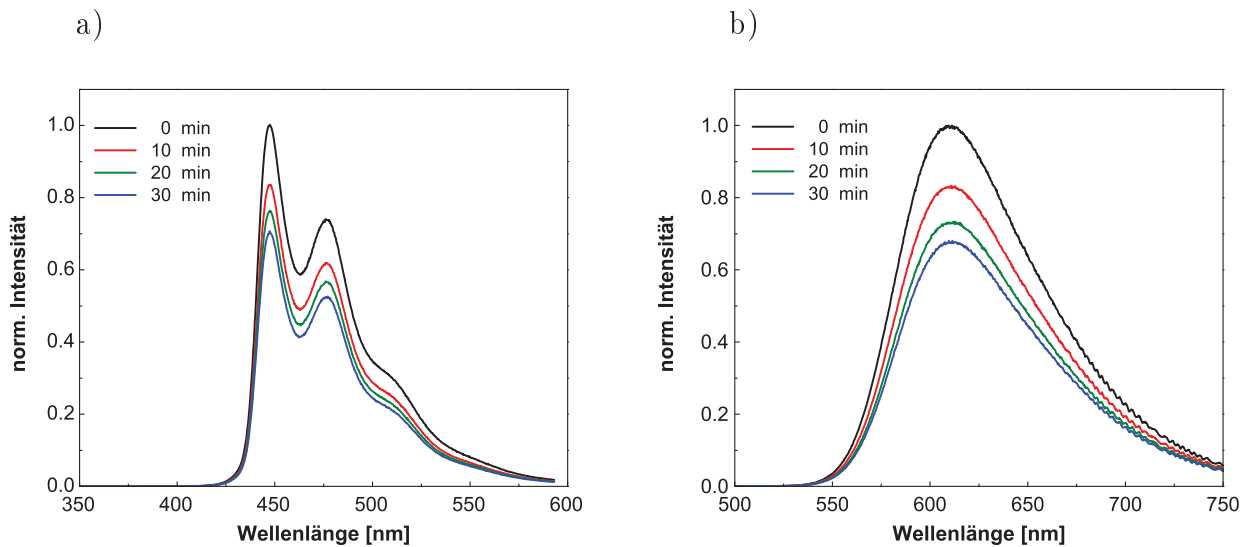 a)
norm. Intensität
1.0
0.8
0.6
0.4
0.2
0.0
0 min
10 min
20 min
30 min
350 400 450 500 550 600
Wellenlänge [nm]
b)
norm. Intensität
1.0
0.8
0.6
0.4
0.2
0.0
0 min
10 min
20 min
30 min
500 550 600 650 700 750
Wellenlänge [nm]